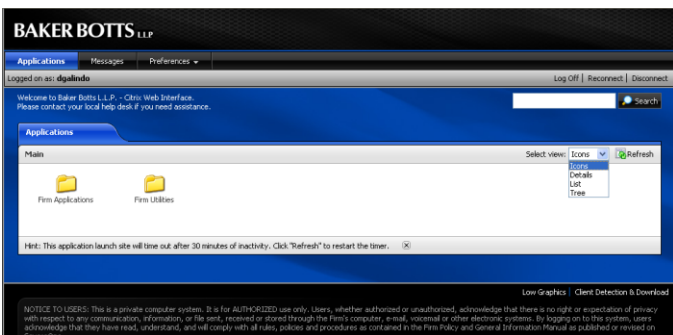 BAKER BOTTS L.L.P.
Applications Messages Preferences
Logged on as: dgalindo Log Off | Reconnect | Disconnect
Welcome to Baker Botts L.L.P. - Citrix Web Interface.
Please contact your local help desk if you need assistance.
Search
Applications
Main Select view: Icons Refresh
Icons
Details
List
Tree
Firm Applications Firm Utilities
Hint: This application launch site will time out after 30 minutes of inactivity. Click "Refresh" to restart the timer.
Low Graphics | Client Detection & Download
NOTICE TO USERS: This is a private computer system. It is for AUTHORIZED use only. Users, whether authorized or unauthorized, acknowledge that there is no right or expectation of privacy
with respect to any communication, information, or file sent, received or stored through the Firm's computer, e-mail, voicemail or other electronic systems. By logging on to this system, users
acknowledge that they have read, understand, and will comply with all rules, policies and procedures as contained in the Firm Policy and General Information Manual as published or revised on